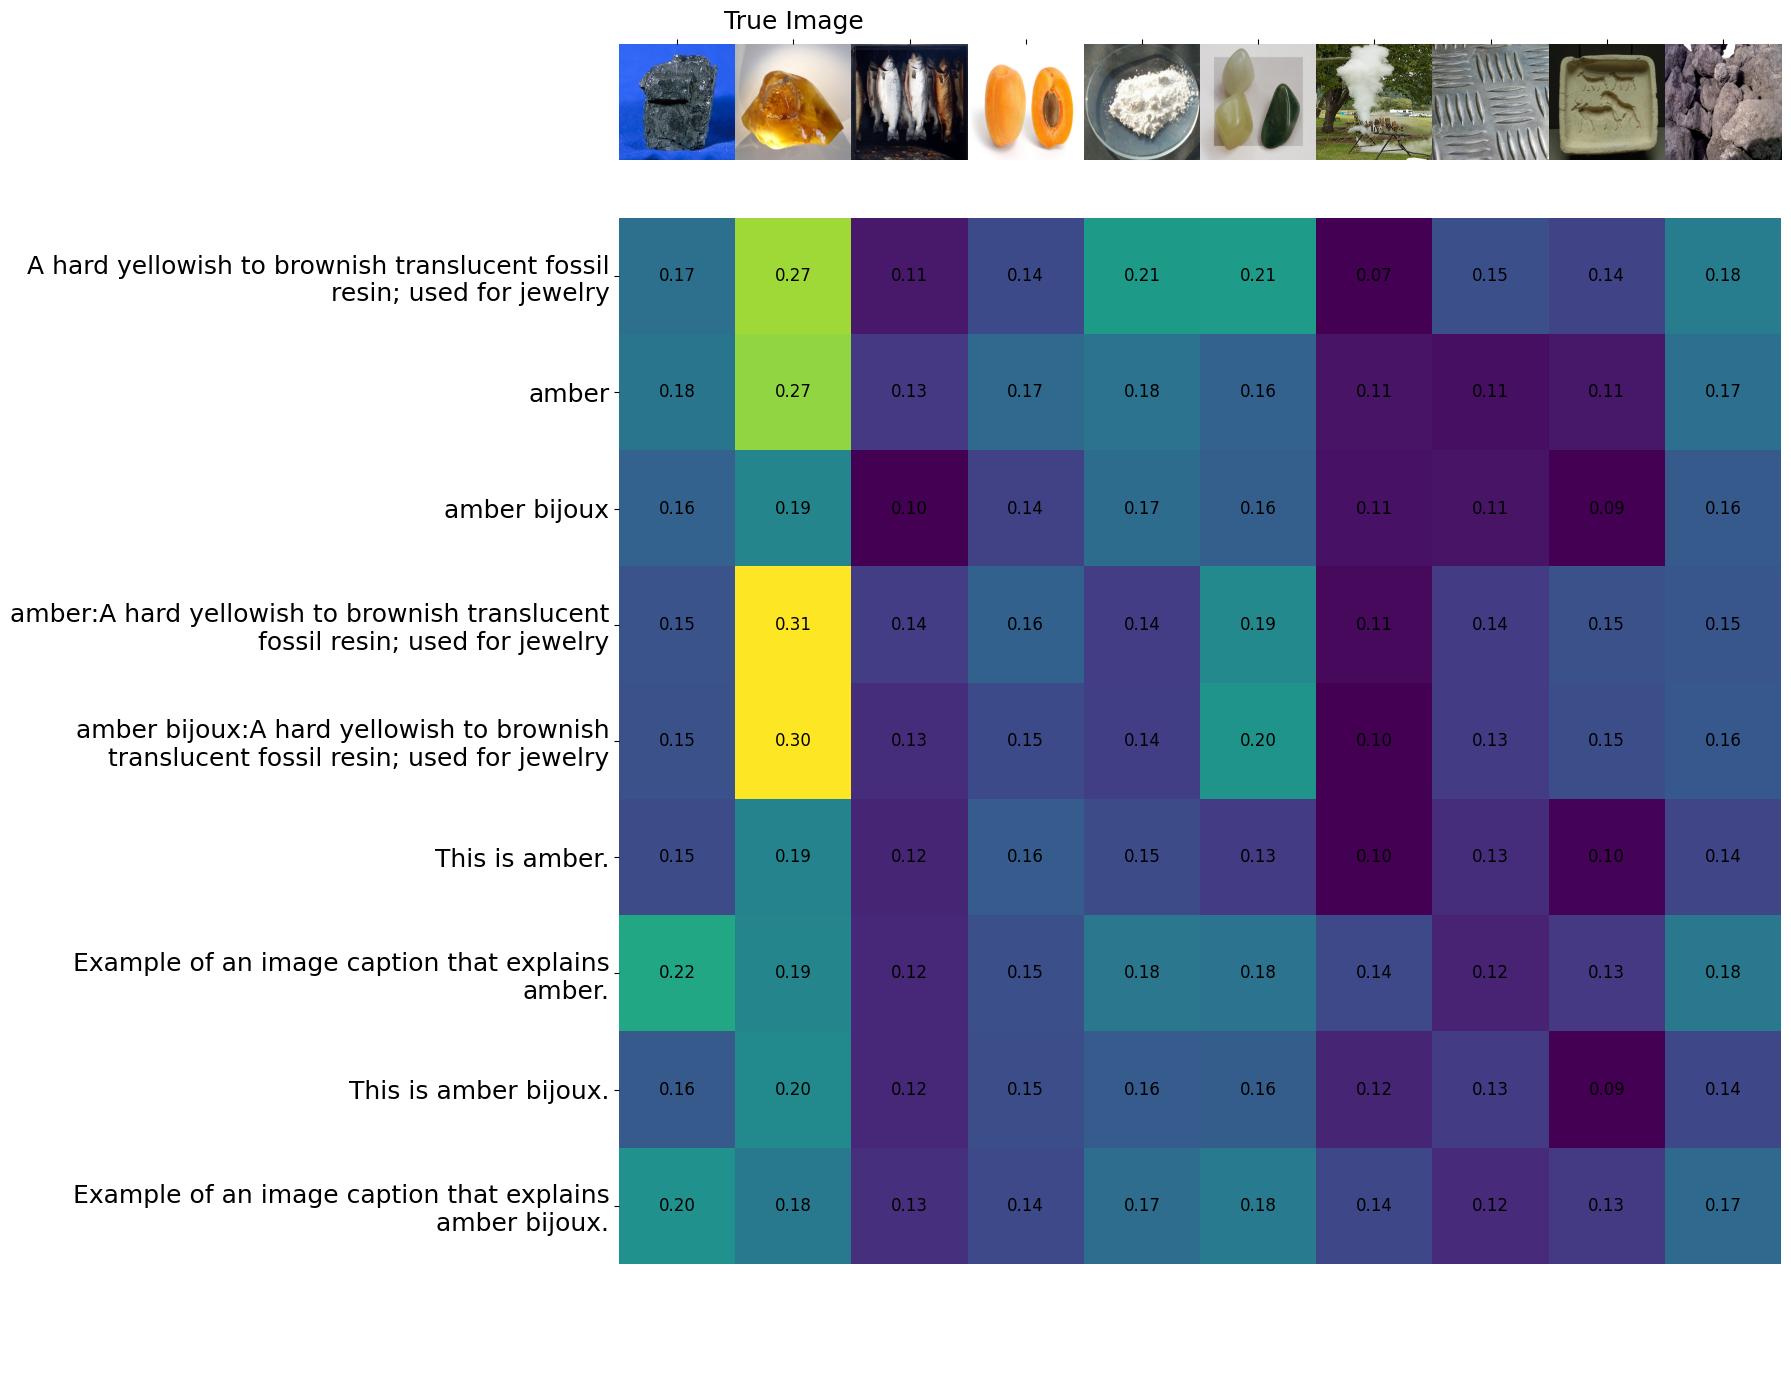 True Image
A hard yellowish to brownish translucent fossil
resin; used for jewelry
0.17 0.27 0.11 0.14 0.21 0.21 0.07 0.15 0.14 0.18
amber
0.18 0.27 0.13 0.17 0.18 0.16 0.11 0.11 0.11 0.17
amber bijoux
0.16 0.19 0.10 0.14 0.17 0.16 0.11 0.11 0.09 0.16
amber:A hard yellowish to brownish translucent
fossil resin; used for jewelry
0.15 0.31 0.14 0.16 0.14 0.19 0.11 0.14 0.15 0.15
amber bijoux:A hard yellowish to brownish
translucent fossil resin; used for jewelry
0.15 0.30 0.13 0.15 0.14 0.20 0.10 0.13 0.15 0.16
This is amber.
0.15 0.19 0.12 0.16 0.15 0.13 0.10 0.13 0.10 0.14
Example of an image caption that explains
amber.
0.22 0.19 0.12 0.15 0.18 0.18 0.14 0.12 0.13 0.18
This is amber bijoux.
0.16 0.20 0.12 0.15 0.16 0.16 0.12 0.13 0.09 0.14
Example of an image caption that explains
amber bijoux.
0.20 0.18 0.13 0.14 0.17 0.18 0.14 0.12 0.13 0.17